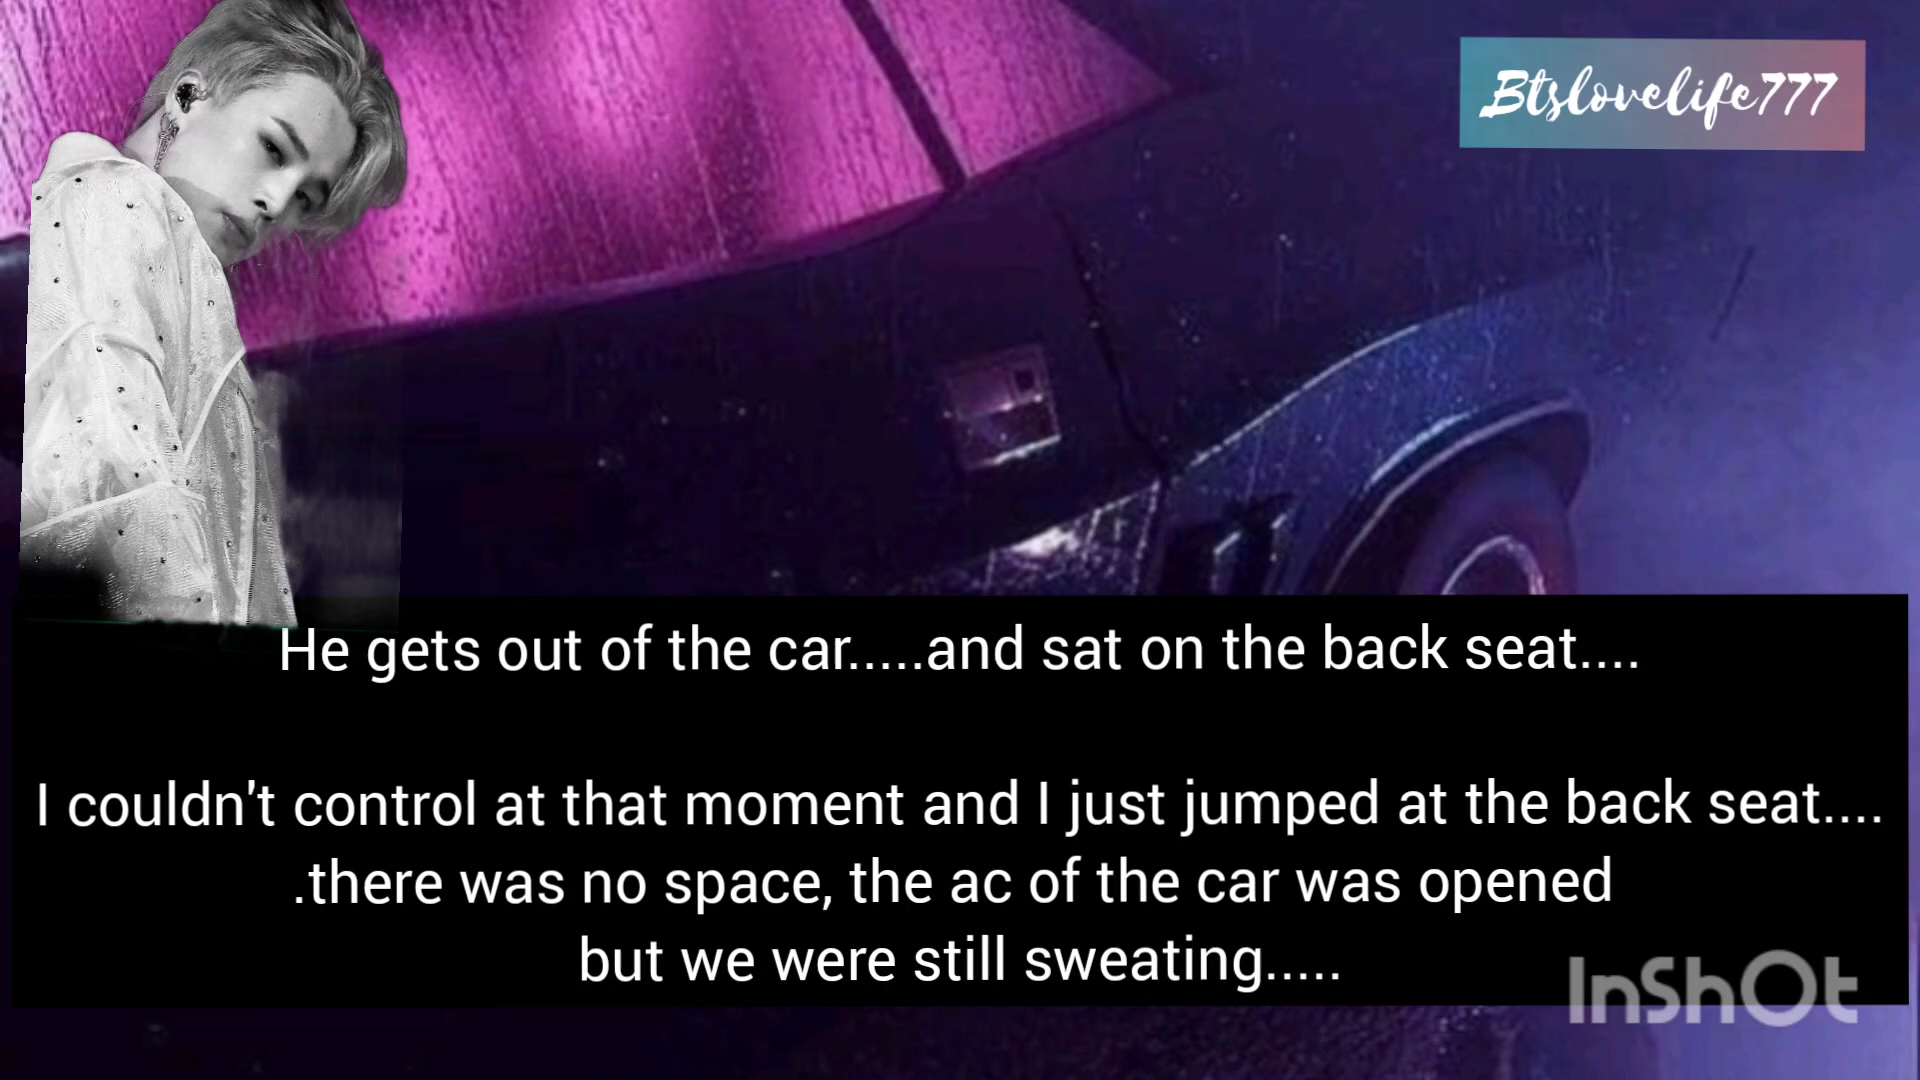 Btslovelife777
He gets out of the car.....and sat on the back seat....
I couldn't control at that moment and I just jumped at the back seat....
.there was no space, the ac of the car was opened
but we were still sweating.....
InShOt